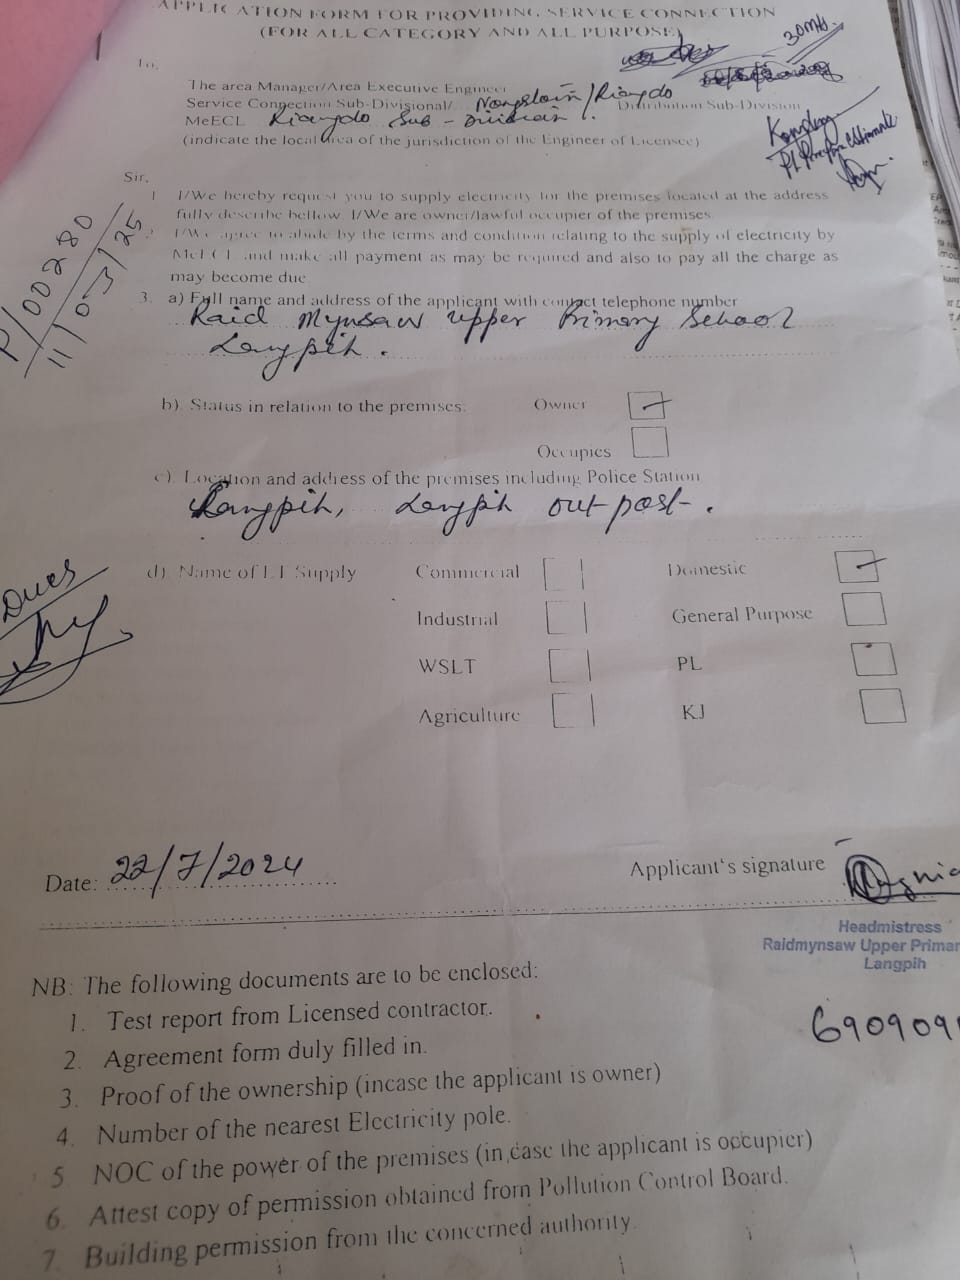 APPLICATION FORM FOR PROVIDING SERVICE CONNECTION
(FOR ALL CATEGORY AND ALL PURPOSE)
30mts.
To,
The area Manager/Area Executive Engineer
Service Connection Sub-Divisional/ Nongstoin/Riangdo Distribution Sub-Division
MeECL Riangdo Sub-Division
(indicate the local area of the jurisdiction of the Engineer of Licensee)
Pl
Estimate
Sir,
1 I/We hereby request you to supply electricity for the premises located at the address
fully describe bellow. I/We are owner/lawful occupier of the premises
2 I/We agree to abide by the terms and condition relating to the supply of electricity by
MeECL and make all payment as may be required and also to pay all the charge as
may become due
P/00280
11/03/25
3. a) Full name and address of the applicant with contact telephone number
Raid Mynsaw Upper Primary School
Langpih.
b) Status in relation to the premises: Owner
Occupies
c) Location and address of the premises including Police Station
Langpih, Langpih out-post.
Dues
d) Name of LT Supply Commercial Domestic
Industrial General Purpose
WSLT PL
Agriculture KJ
Date: 22/7/2024 Applicant's signature
Headmistress
Raidmynsaw Upper Primar
Langpih
690909
NB: The following documents are to be enclosed:
1. Test report from Licensed contractor.
2. Agreement form duly filled in.
3. Proof of the ownership (incase the applicant is owner)
4. Number of the nearest Electricity pole.
5 NOC of the power of the premises (in case the applicant is occupier)
6. Attest copy of permission obtained from Pollution Control Board.
7. Building permission from the concerned authority.